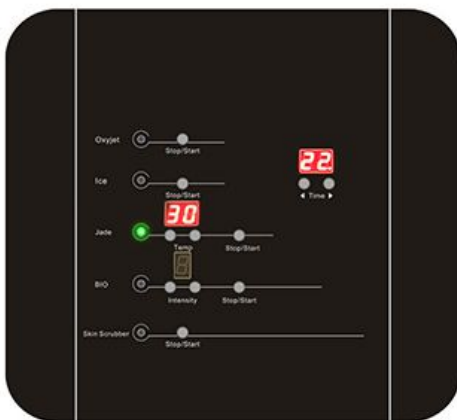 Oxyjet
Stop/Start
22
Ice
Stop/Start
◀ Time ▶
30
Jade
Temp
Stop/Start
BIO
Intensity
Stop/Start
Skin Scrubber
Stop/Start